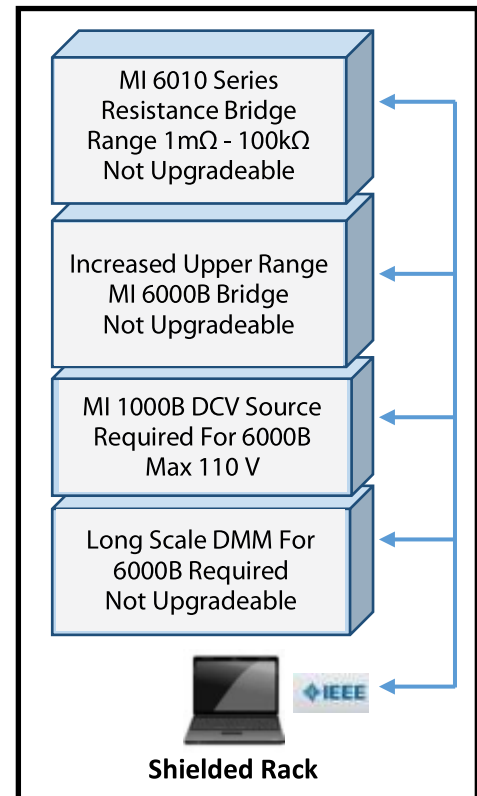 MI 6010 Series
Resistance Bridge
Range 1mΩ - 100kΩ
Not Upgradeable
Increased Upper Range
MI 6000B Bridge
Not Upgradeable
MI 1000B DCV Source
Required For 6000B
Max 110 V
Long Scale DMM For
6000B Required
Not Upgradeable
IEEE
Shielded Rack